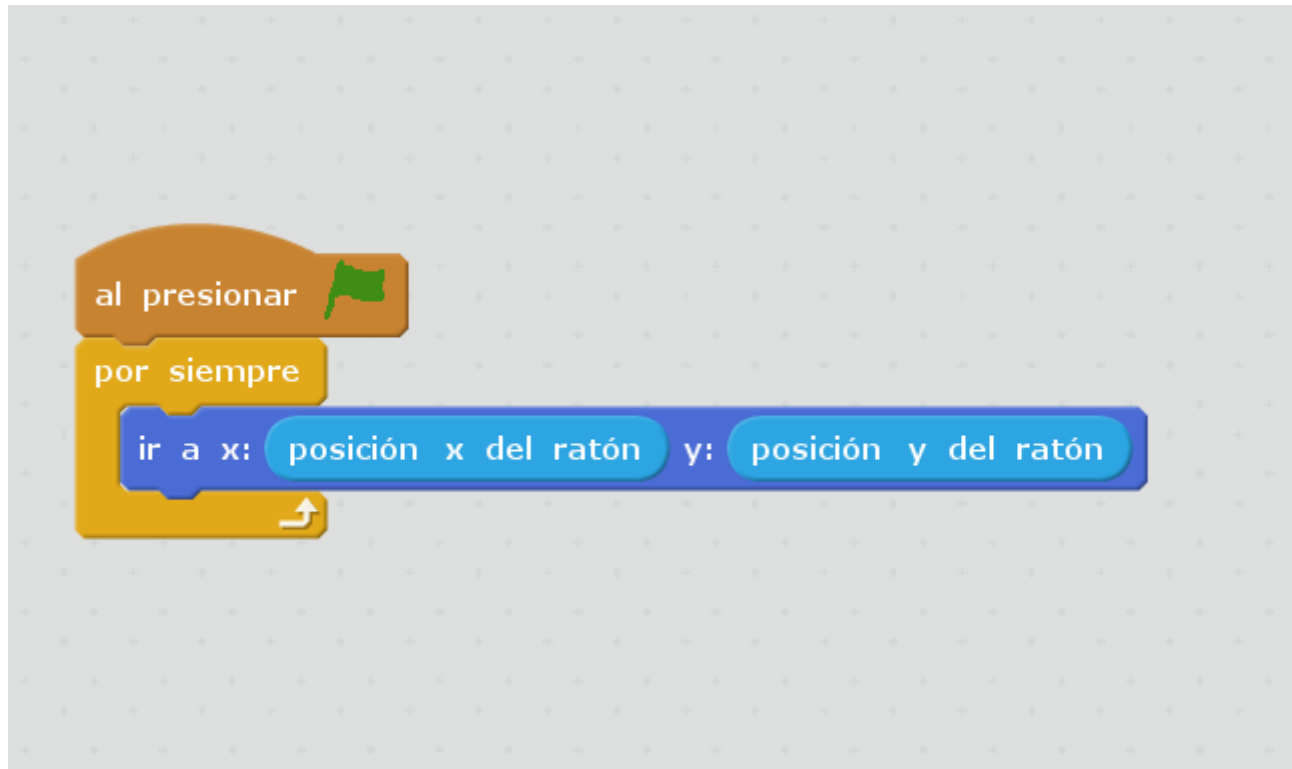 al presionar
por siempre
ir a x: posición x del ratón y: posición y del ratón